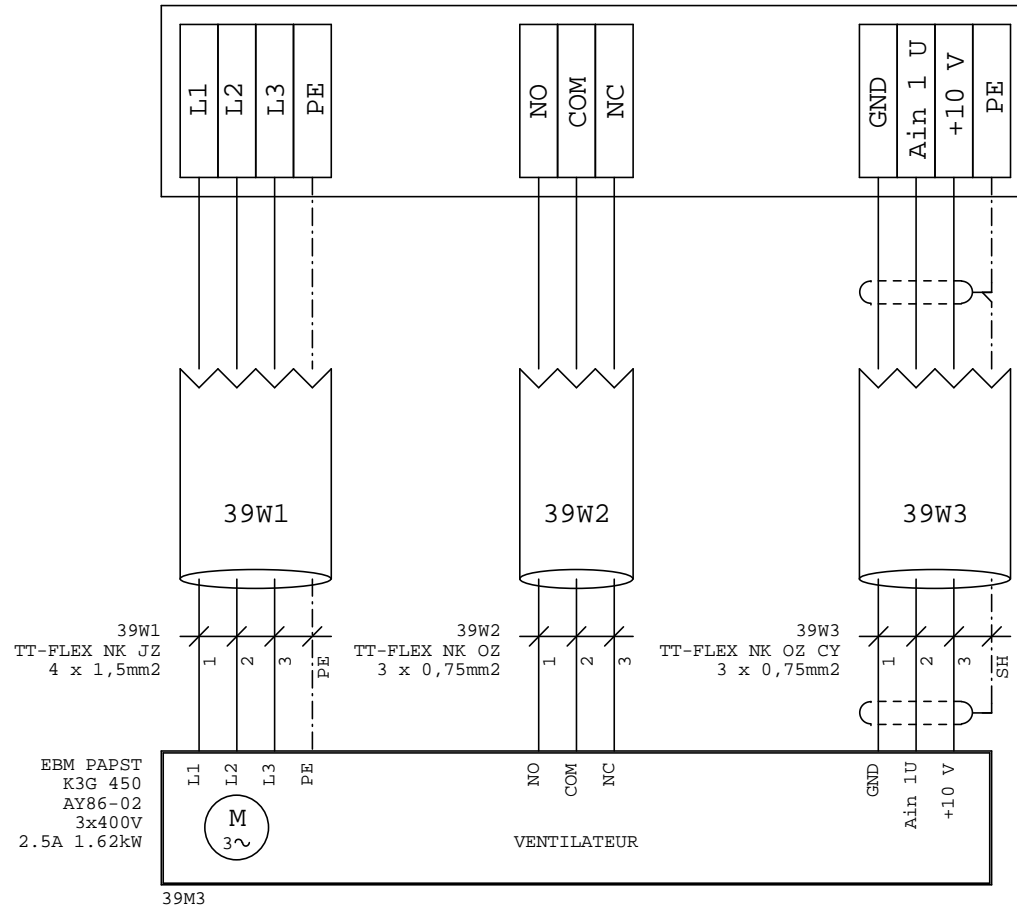 L1 L2 L3 PE
NO COM NC
GND Ain 1 U +10 V PE
39W1
39W2
39W3
39W1
TT-FLEX NK JZ
4 x 1,5mm2
1 2 3 PE
39W2
TT-FLEX NK OZ
3 x 0,75mm2
1 2 3
39W3
TT-FLEX NK OZ CY
3 x 0,75mm2
1 2 3 SH
EBM PAPST
K3G 450
AY86-02
3x400V
2.5A 1.62kW
L1 L2 L3 PE
M
3~
NO COM NC
VENTILATEUR
GND Ain 1U +10 V
39M3